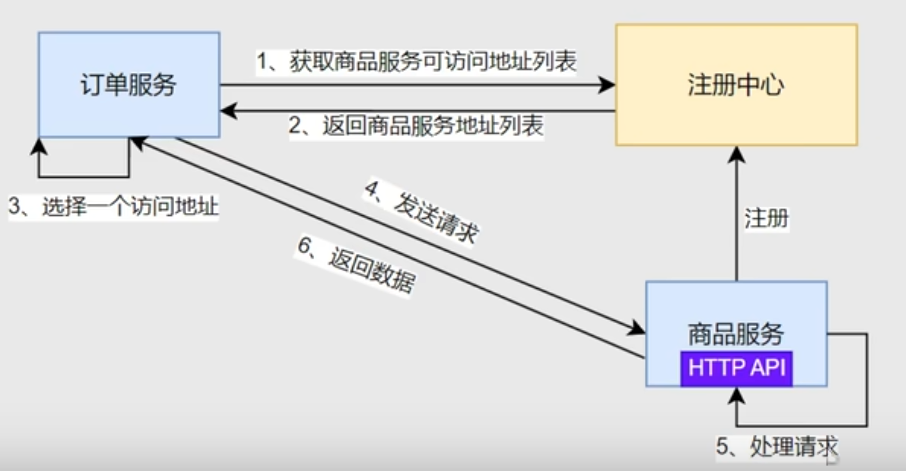 订单服务
1、获取商品服务可访问地址列表
注册中心
2、返回商品服务地址列表
3、选择一个访问地址
4、发送请求
注册
6、返回数据
商品服务
HTTP API
5、处理请求